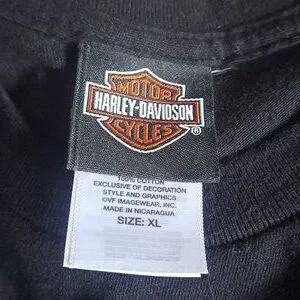 MOTOR
HARLEY-DAVIDSON
CYCLES ®
100% COTTON
EXCLUSIVE OF DECORATION
STYLE AND GRAPHICS
©VF IMAGEWEAR, INC.
MADE IN NICARAGUA
SIZE: XL